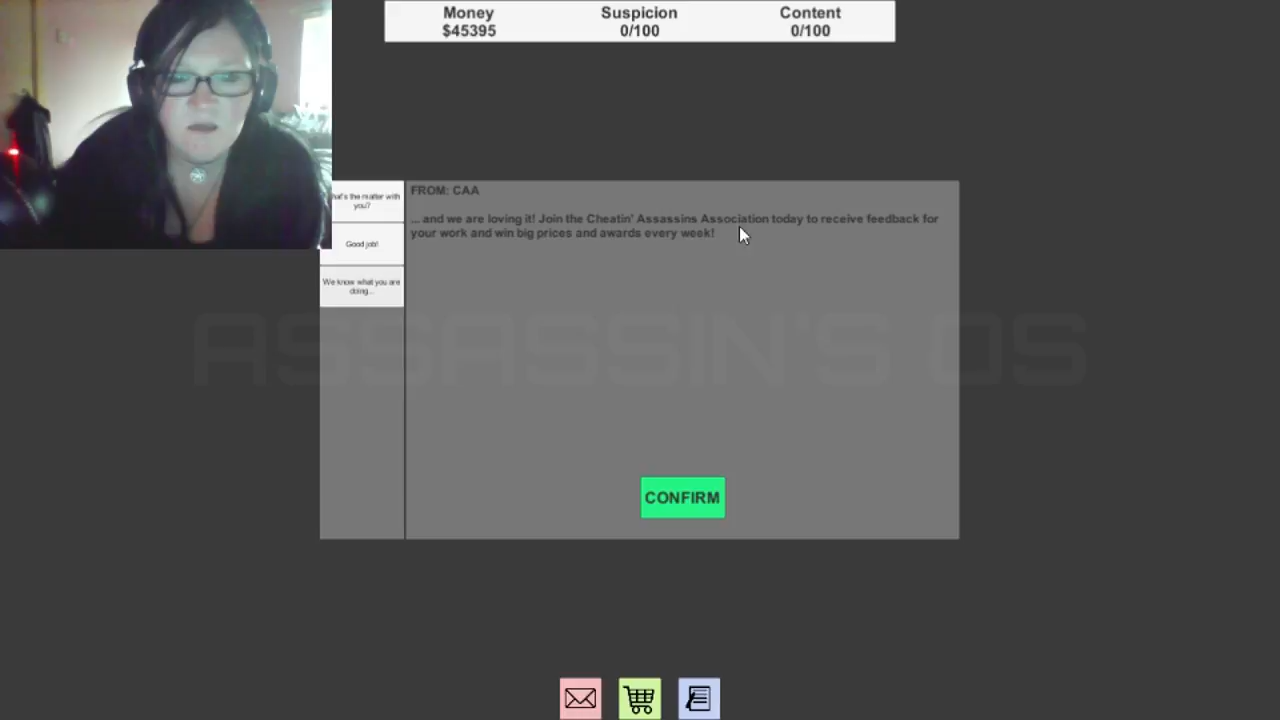 Money
$45395
Suspicion
0/100
Content
0/100
hat's the matter with
you?
Good job!
We know what you are
doing...
FROM: CAA
... and we are loving it! Join the Cheatin' Assassins Association today to receive feedback for
your work and win big prices and awards every week!
ASSASSIN'S OS
CONFIRM